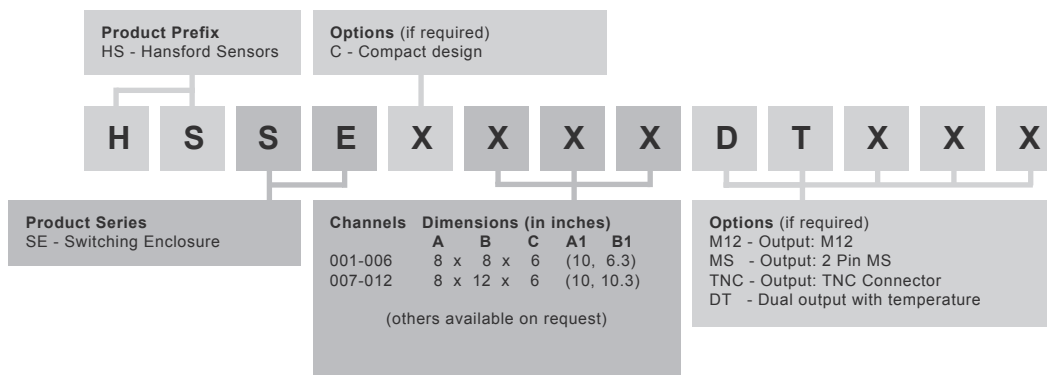 Product Prefix
HS - Hansford Sensors
Options (if required)
C - Compact design
H S S E X X X X D T X X X
Product Series
SE - Switching Enclosure
Channels Dimensions (in inches)
A B C A1 B1
001-006 8 x 8 x 6 (10, 6.3)
007-012 8 x 12 x 6 (10, 10.3)
(others available on request)
Options (if required)
M12 - Output: M12
MS - Output: 2 Pin MS
TNC - Output: TNC Connector
DT - Dual output with temperature